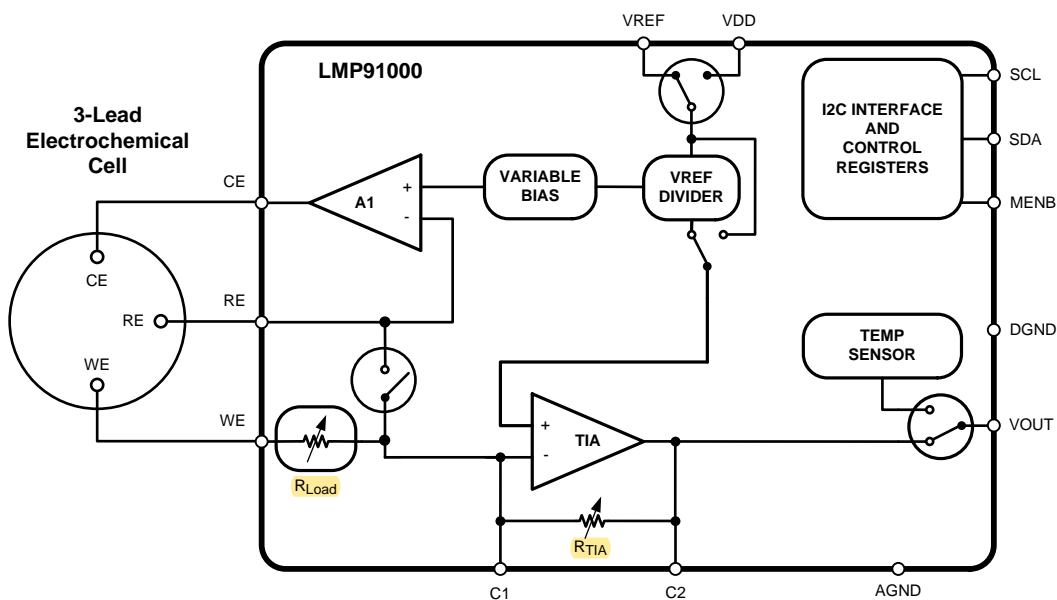 VREF
VDD
LMP91000
SCL
3-Lead
Electrochemical
Cell
I2C INTERFACE
AND
CONTROL
REGISTERS
SDA
CE
+
A1
-
VARIABLE
BIAS
VREF
DIVIDER
MENB
CE
RE
RE
WE
TEMP
SENSOR
DGND
WE
+
TIA
-
VOUT
RLoad
RTIA
C1
C2
AGND